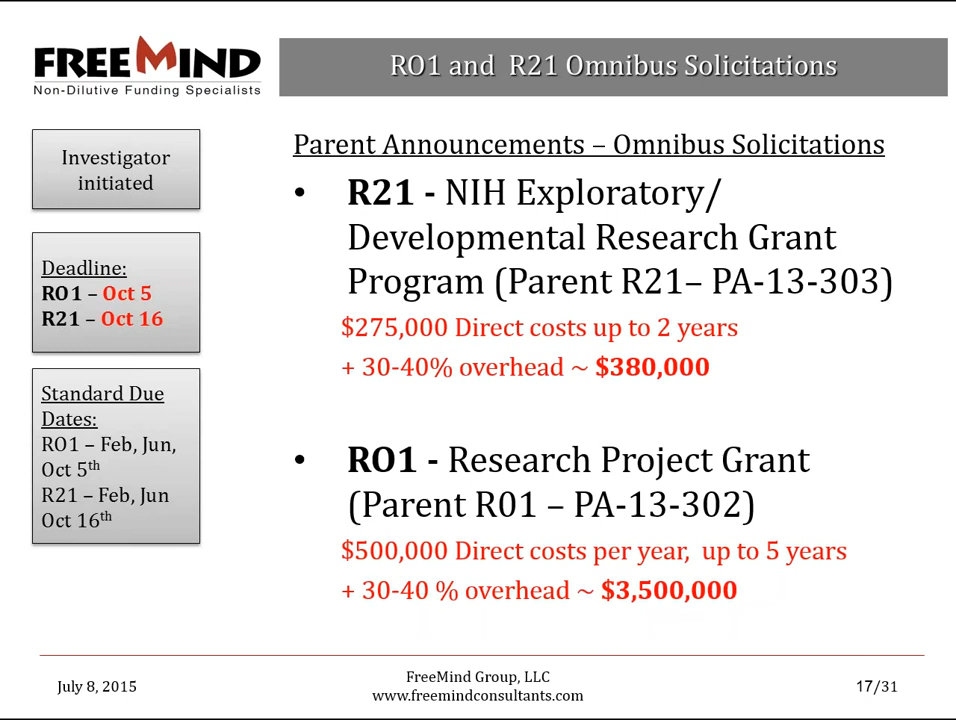 FREEMIND
Non-Dilutive Funding Specialists
RO1 and R21 Omnibus Solicitations
Investigator
initiated
Deadline:
RO1 – Oct 5
R21 – Oct 16
Standard Due
Dates:
RO1 – Feb, Jun,
Oct 5th
R21 – Feb, Jun
Oct 16th
Parent Announcements – Omnibus Solicitations
• R21 - NIH Exploratory/
Developmental Research Grant
Program (Parent R21– PA-13-303)
$275,000 Direct costs up to 2 years
+ 30-40% overhead ~ $380,000
• RO1 - Research Project Grant
(Parent R01 – PA-13-302)
$500,000 Direct costs per year, up to 5 years
+ 30-40 % overhead ~ $3,500,000
July 8, 2015
FreeMind Group, LLC
www.freemindconsultants.com
17/31